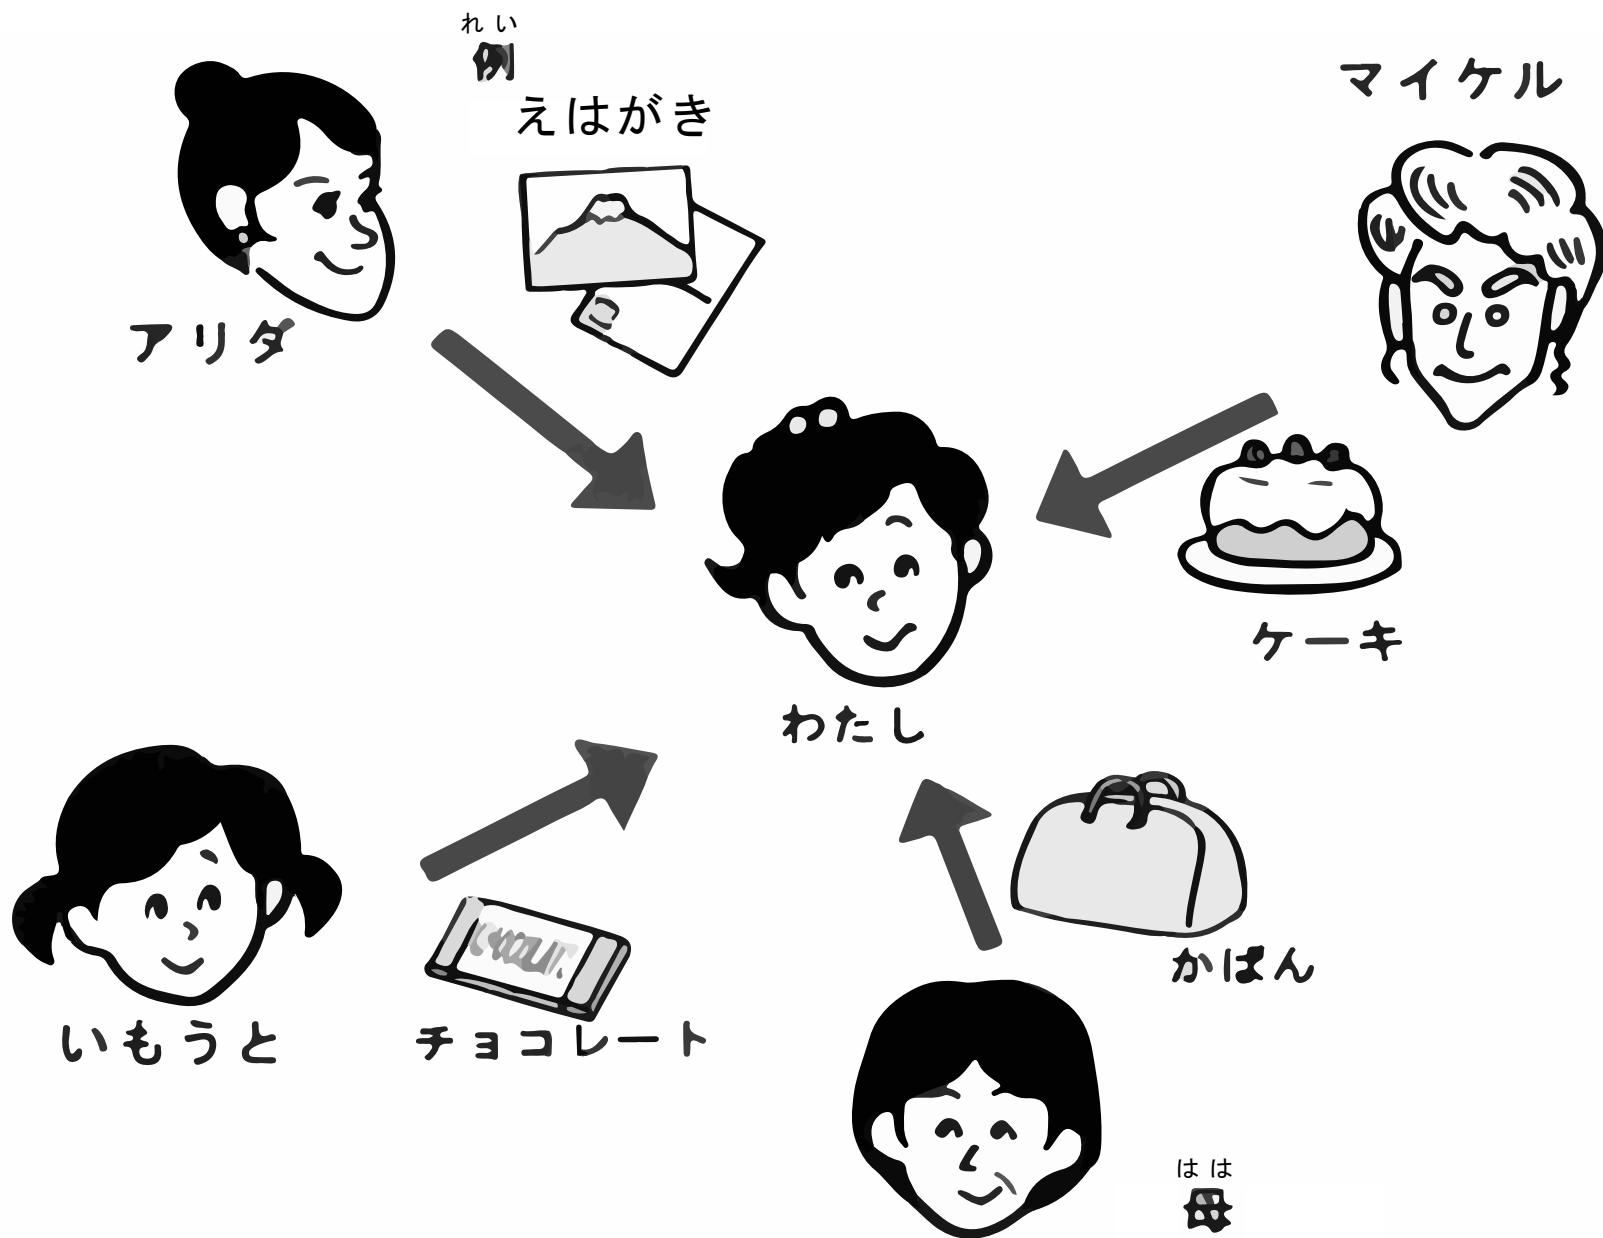 れい
例
えはがき
マイケル
アリダ
ケーキ
わたし
かばん
いもうと
チョコレート
はは
母